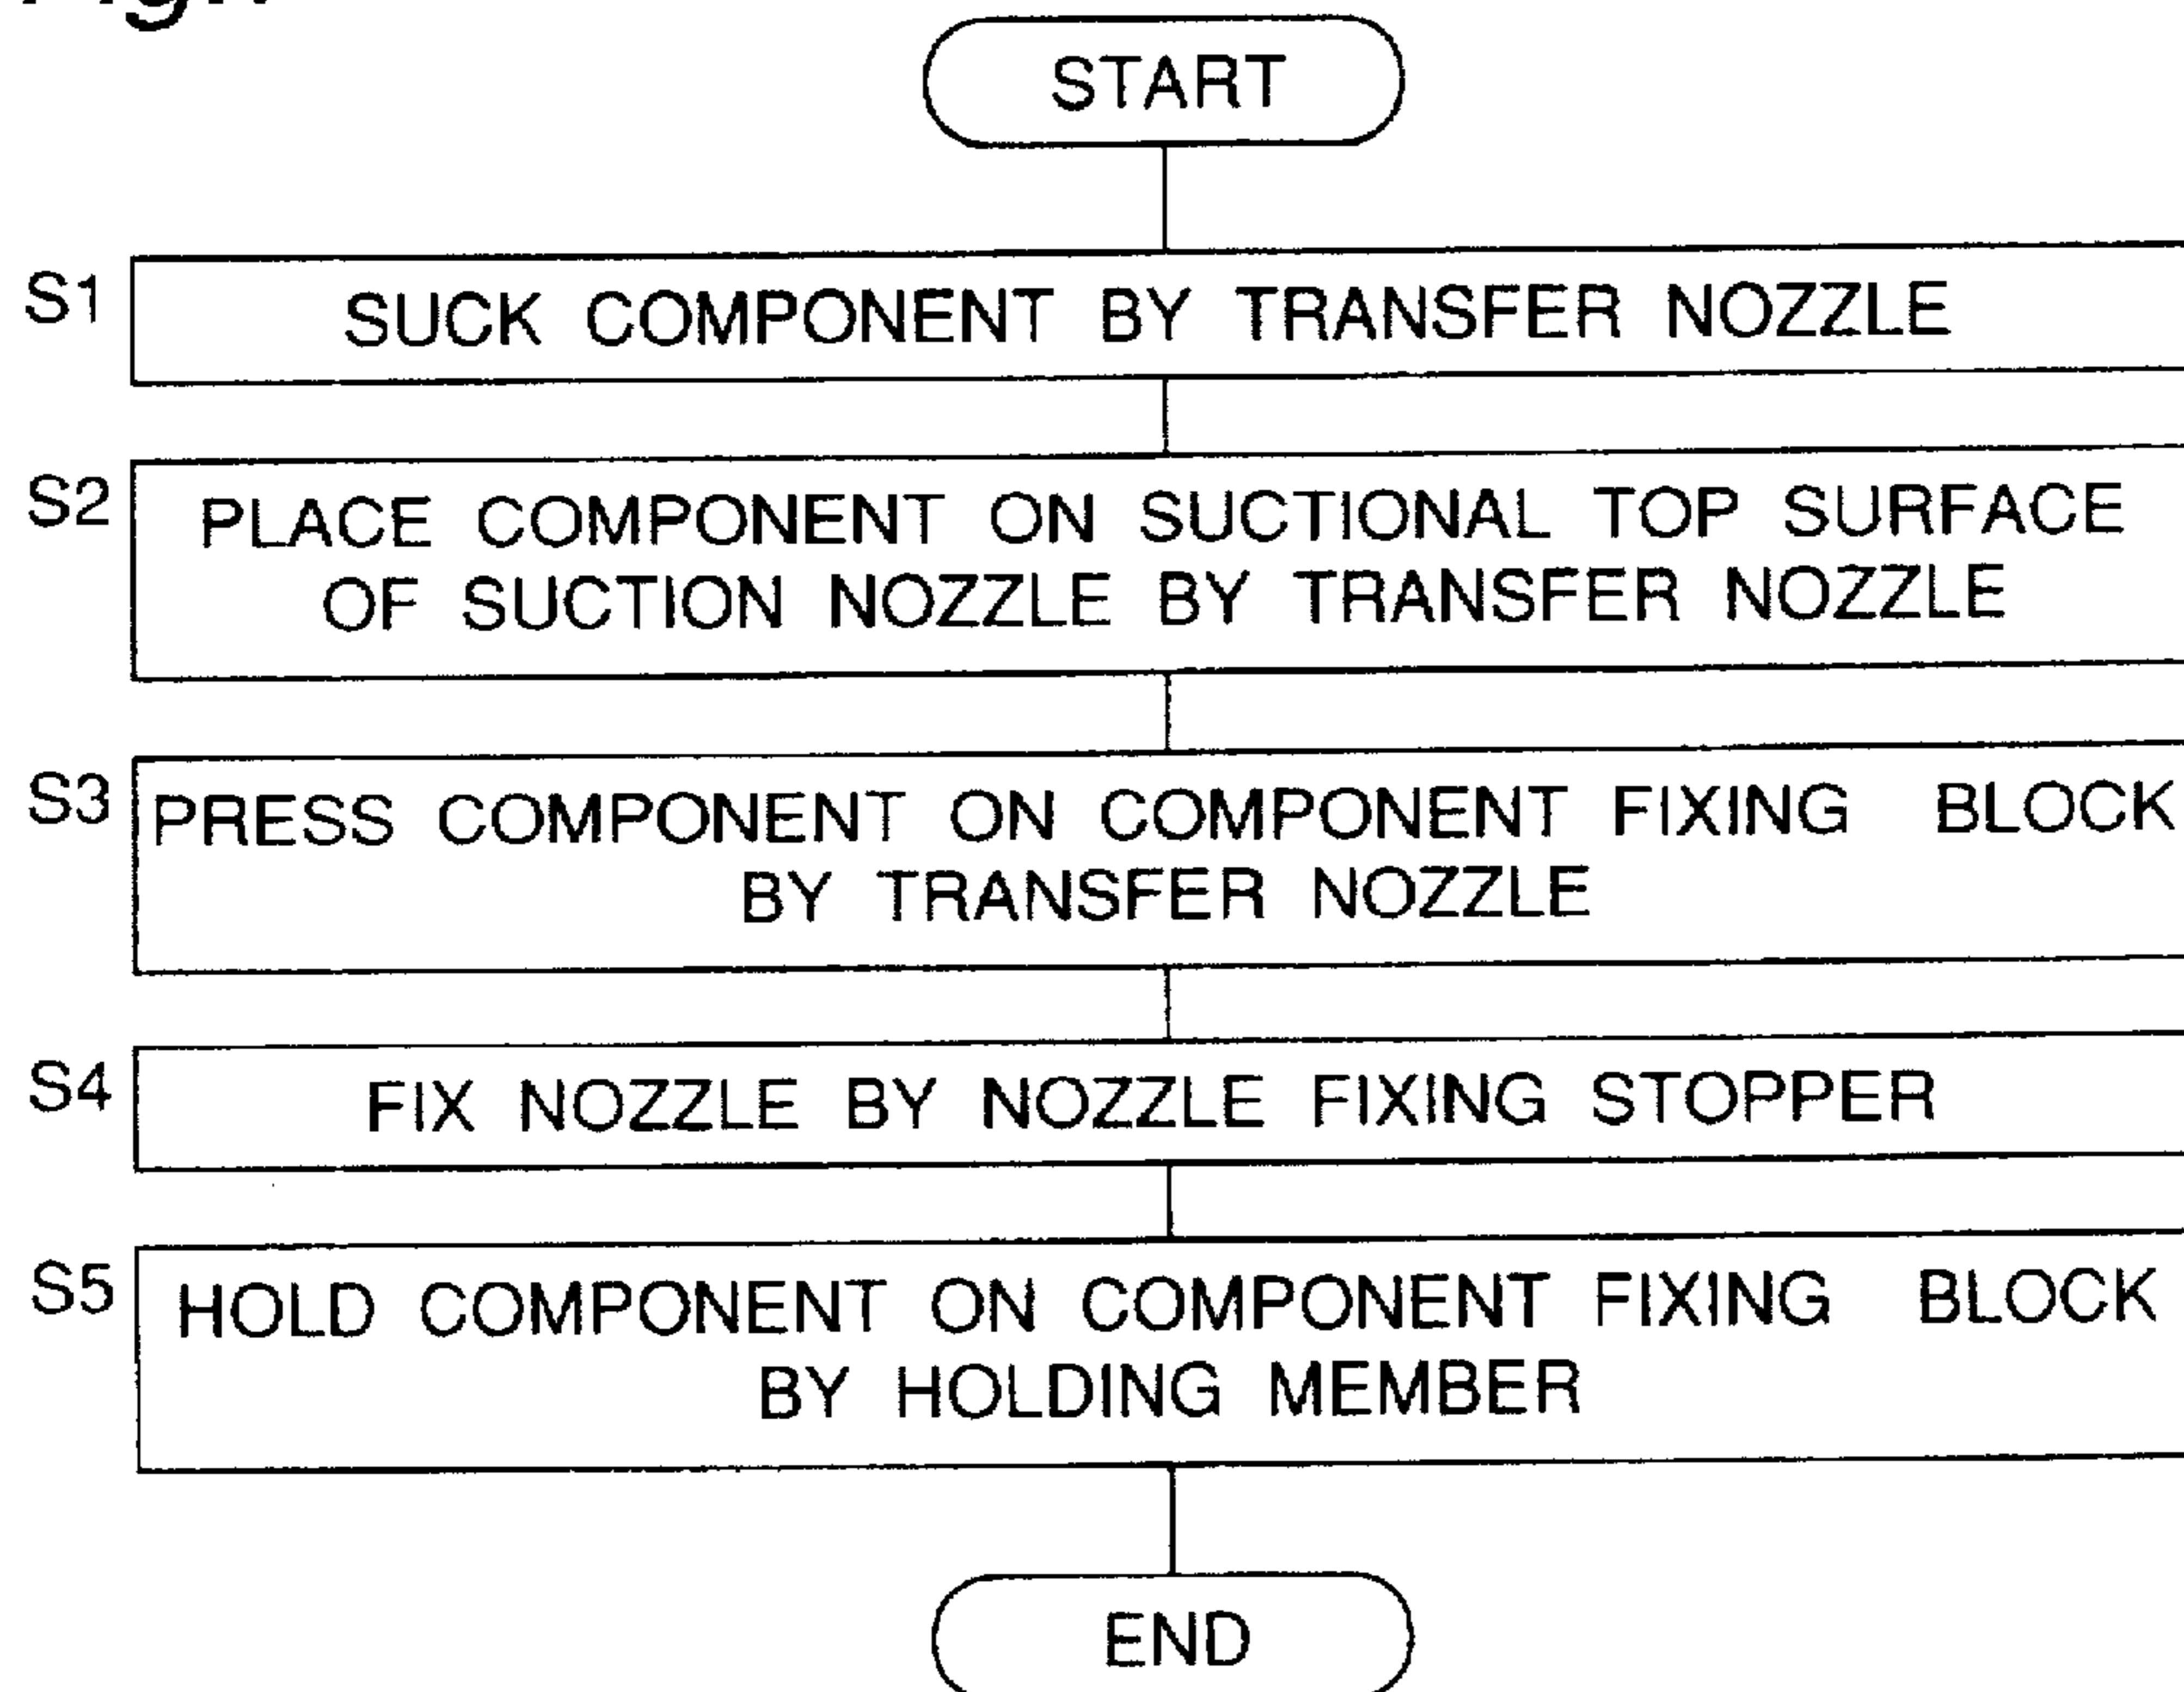 START
S1
SUCK COMPONENT BY TRANSFER NOZZLE
S2
PLACE COMPONENT ON SUCTIONAL TOP SURFACE
OF SUCTION NOZZLE BY TRANSFER NOZZLE
S3
PRESS COMPONENT ON COMPONENT FIXING BLOCK
BY TRANSFER NOZZLE
S4
FIX NOZZLE BY NOZZLE FIXING STOPPER
S5
HOLD COMPONENT ON COMPONENT FIXING BLOCK
BY HOLDING MEMBER
END